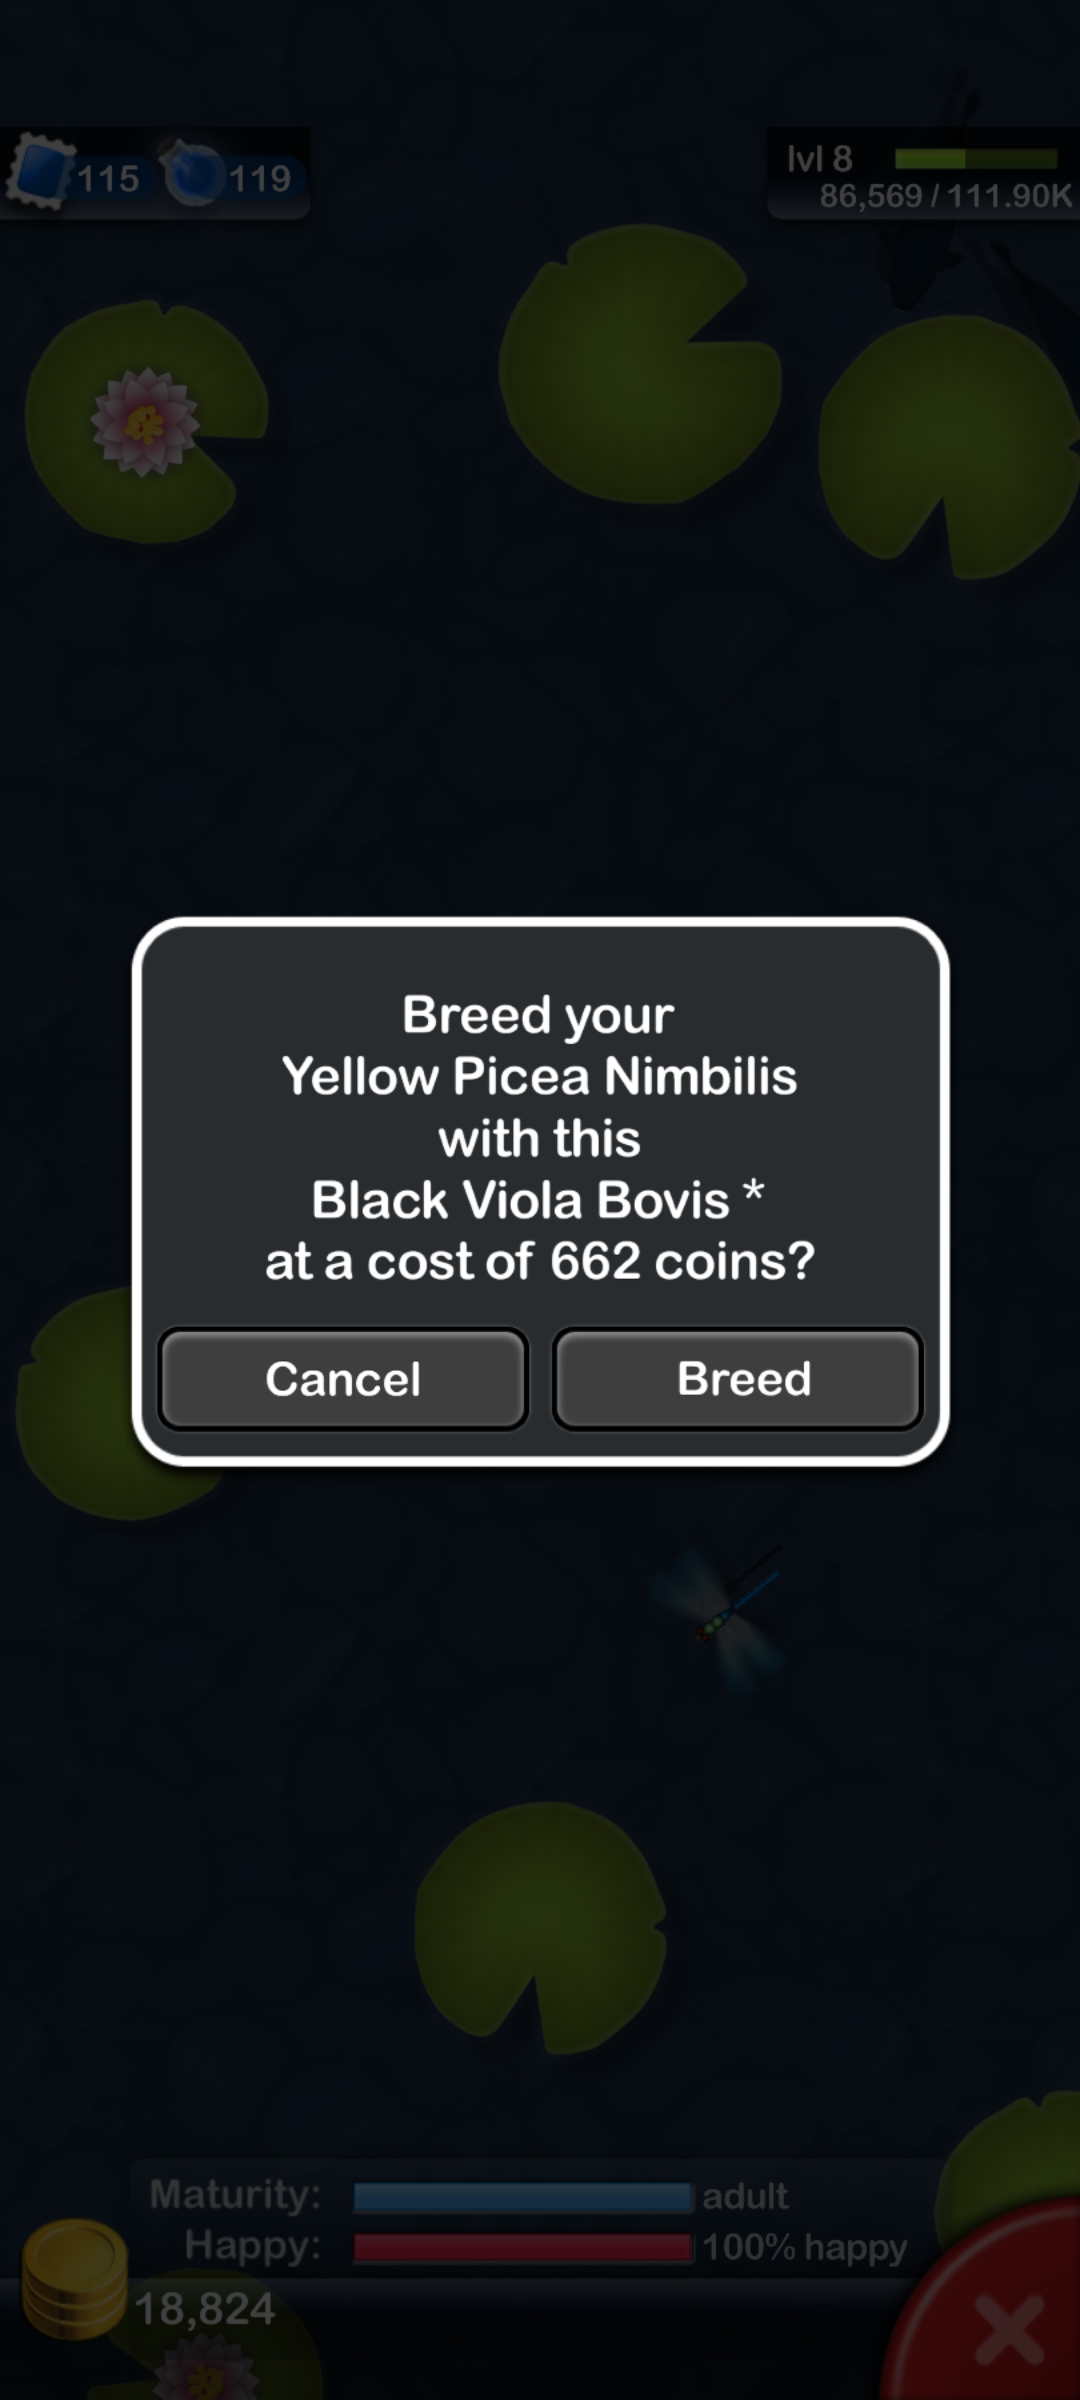 115 119
lvl 8
86,569 / 111.90K
Breed your
Yellow Picea Nimbilis
with this
Black Viola Bovis *
at a cost of 662 coins?
Cancel Breed
Maturity: adult
Happy: 100% happy
18,824